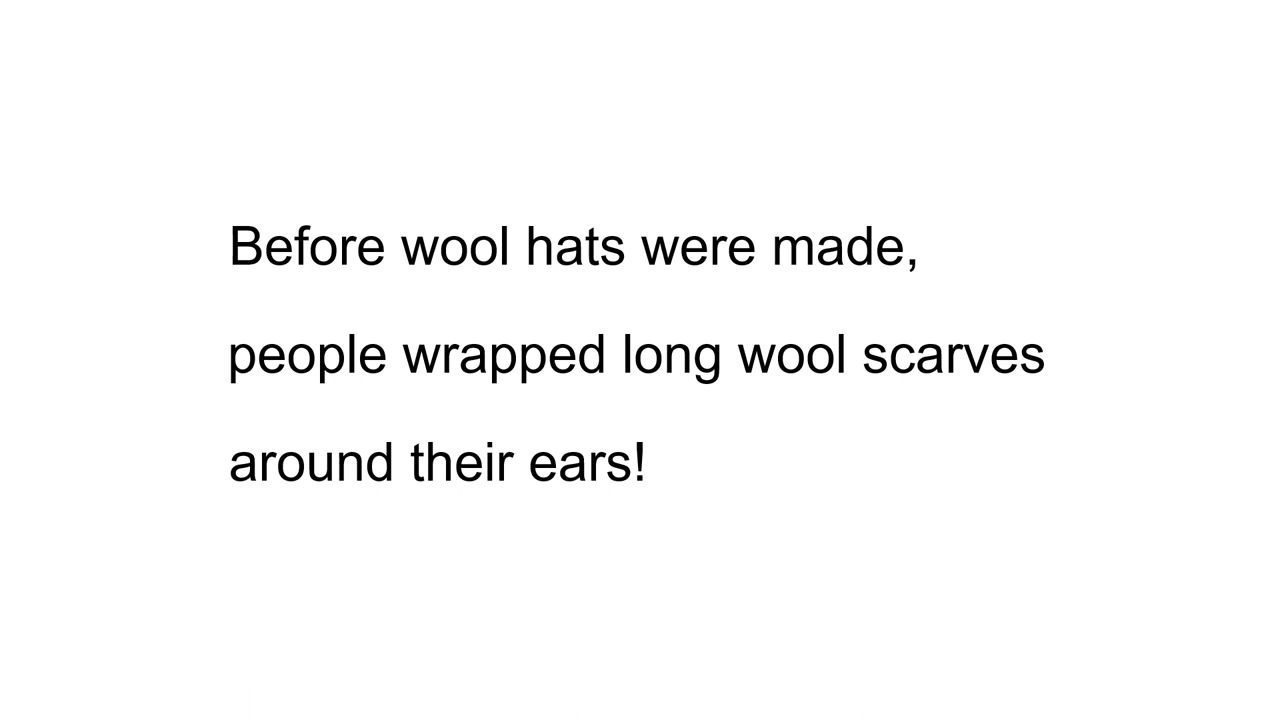 Before wool hats were made,
people wrapped long wool scarves
around their ears!